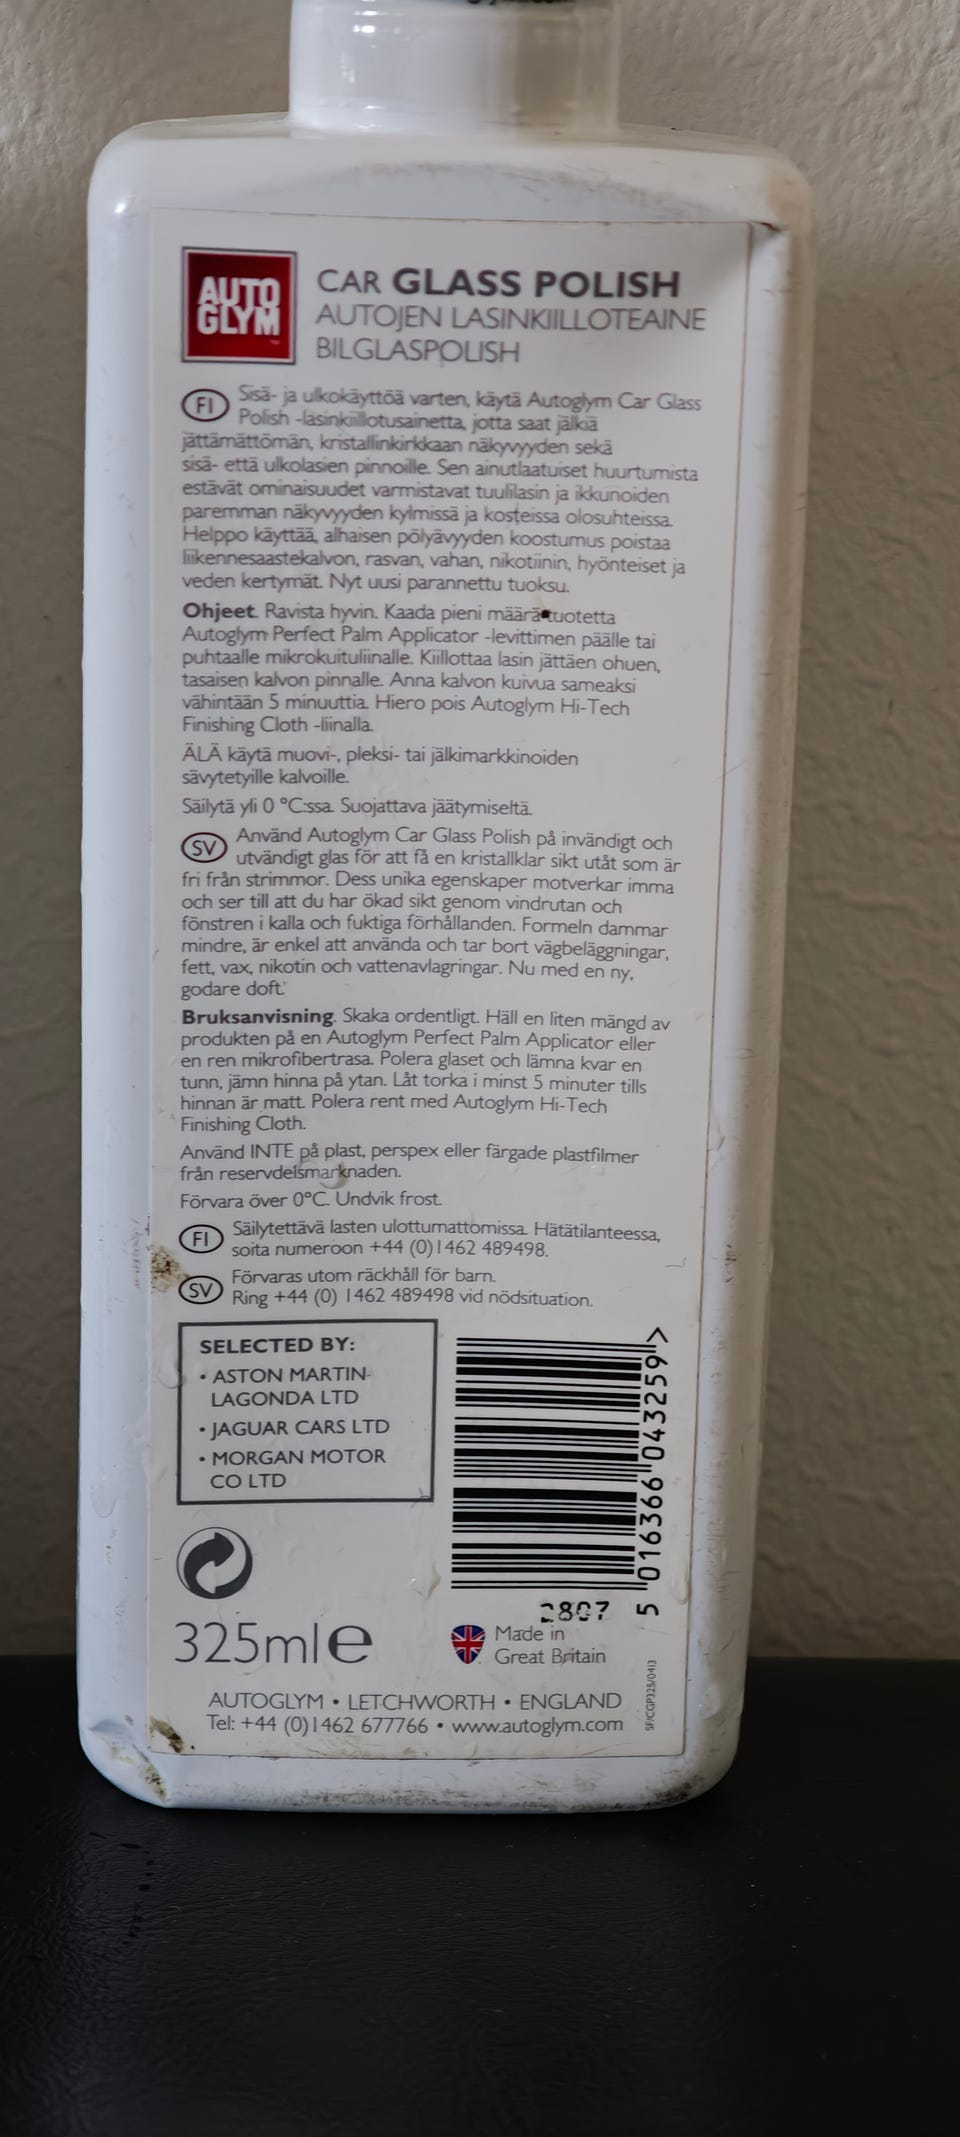 AUTO
GLYM
CAR GLASS POLISH
AUTOJEN LASINKIILLOTEAINE
BILGLASPOLISH
FI Sisä- ja ulkokäyttöä varten, käytä Autoglym Car Glass
Polish -lasinkiillotusainetta, jotta saat jälkiä
jättämättömän, kristallinkirkkaan näkyvyyden sekä
sisä- että ulkolasien pinnoille. Sen ainutlaatuiset huurtumista
estävät ominaisuudet varmistavat tuulilasin ja ikkunoiden
paremman näkyvyyden kylmissä ja kosteissa olosuhteissa.
Helppo käyttää, alhaisen pölyävyyden koostumus poistaa
liikennesaastekalvon, rasvan, vahan, nikotiinin, hyönteiset ja
veden kertymät. Nyt uusi parannettu tuoksu.
Ohjeet. Ravista hyvin. Kaada pieni määrä tuotetta
Autoglym Perfect Palm Applicator -levittimen päälle tai
puhtaalle mikrokuituliinalle. Kiillottaa lasin jättäen ohuen,
tasaisen kalvon pinnalle. Anna kalvon kuivua sameaksi
vähintään 5 minuuttia. Hiero pois Autoglym Hi-Tech
Finishing Cloth -liinalla.
ÄLÄ käytä muovi-, pleksi- tai jälkimarkkinoiden
sävytetyille kalvoille.
Säilytä yli 0 °C:ssa. Suojattava jäätymiseltä.
SV Använd Autoglym Car Glass Polish på invändigt och
utvändigt glas för att få en kristallklar sikt utåt som är
fri från strimmor. Dess unika egenskaper motverkar imma
och ser till att du har ökad sikt genom vindrutan och
fönstren i kalla och fuktiga förhållanden. Formeln dammar
mindre, är enkel att använda och tar bort vägbeläggningar,
fett, vax, nikotin och vattenavlagringar. Nu med en ny,
godare doft.
Bruksanvisning. Skaka ordentligt. Häll en liten mängd av
produkten på en Autoglym Perfect Palm Applicator eller
en ren mikrofibertrasa. Polera glaset och lämna kvar en
tunn, jämn hinna på ytan. Låt torka i minst 5 minuter tills
hinnan är matt. Polera rent med Autoglym Hi-Tech
Finishing Cloth.
Använd INTE på plast, perspex eller färgade plastfilmer
från reservdelsmarknaden.
Förvara över 0°C. Undvik frost.
FI Säilytettävä lasten ulottumattomissa. Hätätilanteessa,
soita numeroon +44 (0)1462 489498.
SV Förvaras utom räckhåll för barn.
Ring +44 (0) 1462 489498 vid nödsituation.
SELECTED BY:
• ASTON MARTIN-
LAGONDA LTD
• JAGUAR CARS LTD
• MORGAN MOTOR
CO LTD
5 016366 043259 >
325ml e
Made in
Great Britain
AUTOGLYM • LETCHWORTH • ENGLAND
Tel: +44 (0)1462 677766 • www.autoglym.com
SF/CGP325/0413